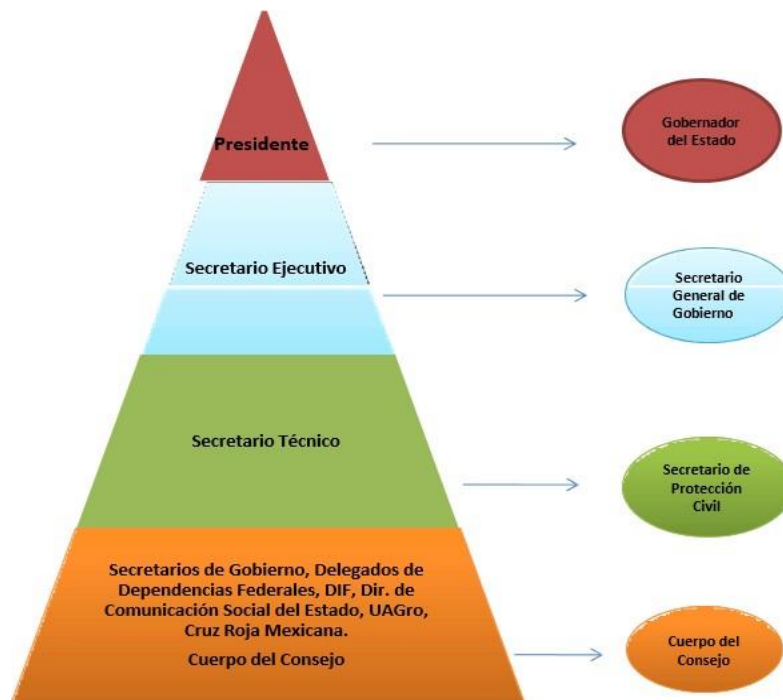 Presidente
Gobernador
del Estado
Secretario Ejecutivo
Secretario
General de
Gobierno
Secretario Técnico
Secretario de
Protección
Civil
Secretarios de Gobierno, Delegados de
Dependencias Federales, DIF, Dir. de
Comunicación Social del Estado, UAGro,
Cruz Roja Mexicana.
Cuerpo del Consejo
Cuerpo del
Consejo